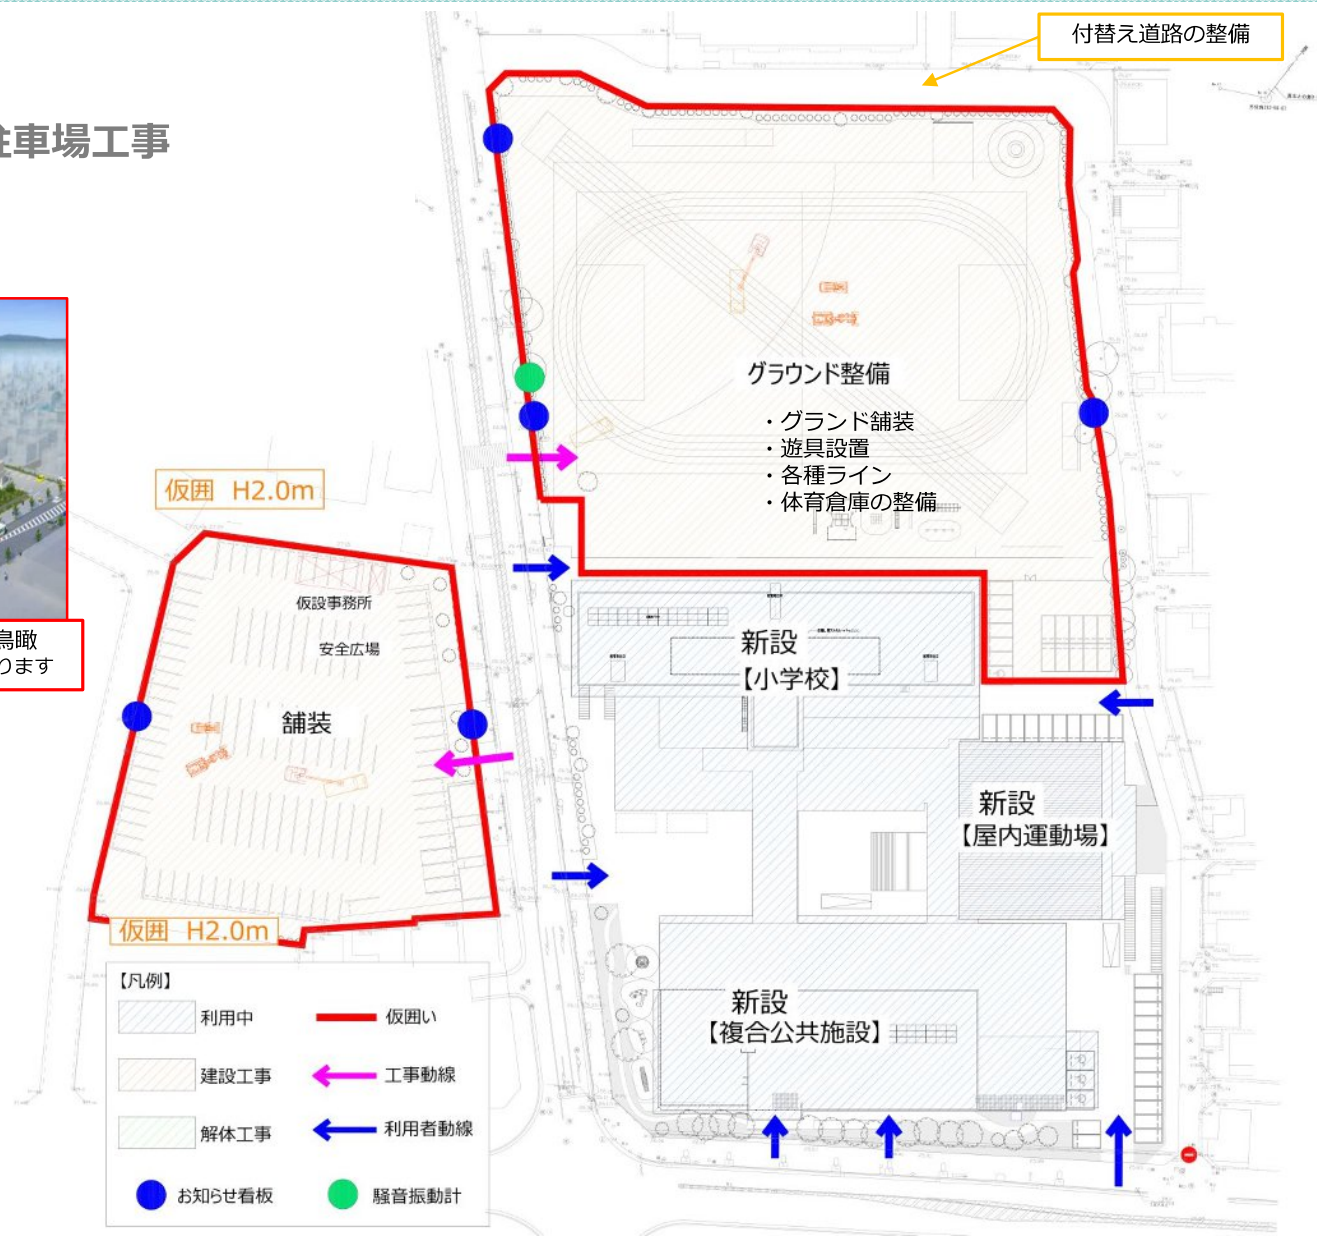 付替え道路の整備
車場工事
グラウンド整備
・グランド舗装
・遊具設置
・各種ライン
・体育倉庫の整備
仮囲 H2.0m
仮設事務所
安全広場
鳥瞰
ります
舗装
新設
【小学校】
新設
【屋内運動場】
仮囲 H2.0m
新設
【複合公共施設】
【凡例】
利用中
仮囲い
建設工事
工事動線
解体工事
利用者動線
お知らせ看板
騒音振動計